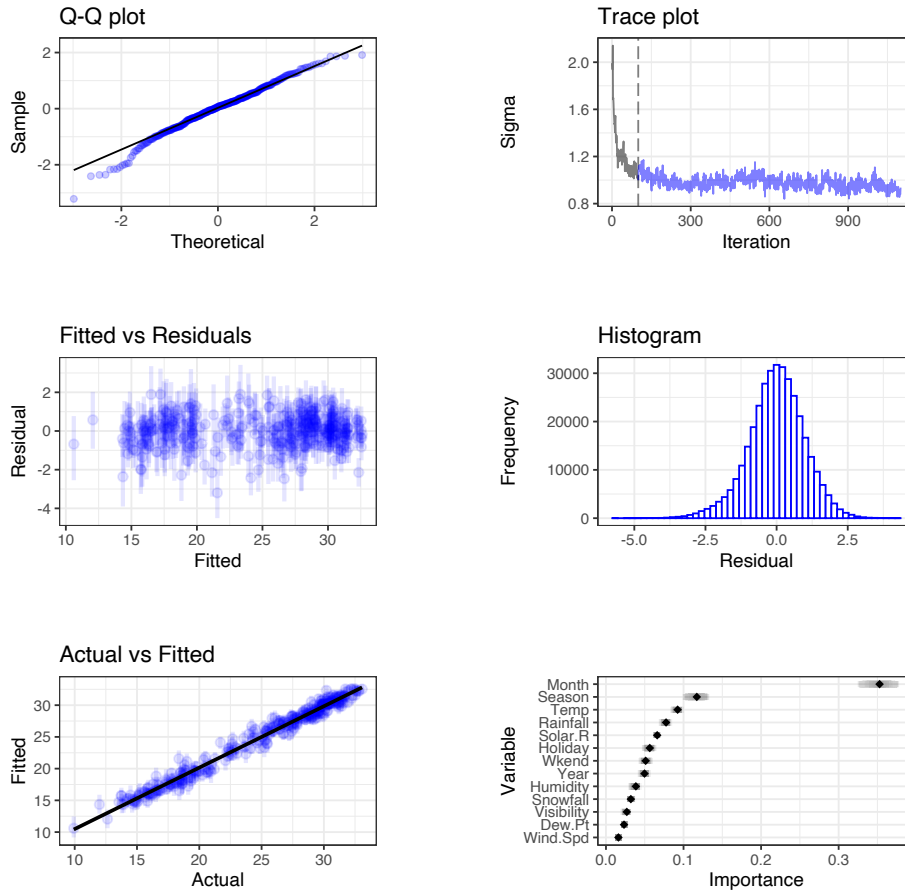 Q-Q plot
Sample
2
0
-2
-2
0
2
Theoretical
Trace plot
Sigma
2.0
1.6
1.2
0.8
0
300
600
900
Iteration
Fitted vs Residuals
Residual
2
0
-2
-4
10
15
20
25
30
Fitted
Histogram
Frequency
30000
20000
10000
0
-5.0
-2.5
0.0
2.5
Residual
Actual vs Fitted
Fitted
30
25
20
15
10
10
15
20
25
30
Actual
Variable
Month
Season
Temp
Rainfall
Solar.R
Holiday
Wkend
Year
Humidity
Snowfall
Visibility
Dew.Pt
Wind.Spd
0.0
0.1
0.2
0.3
Importance